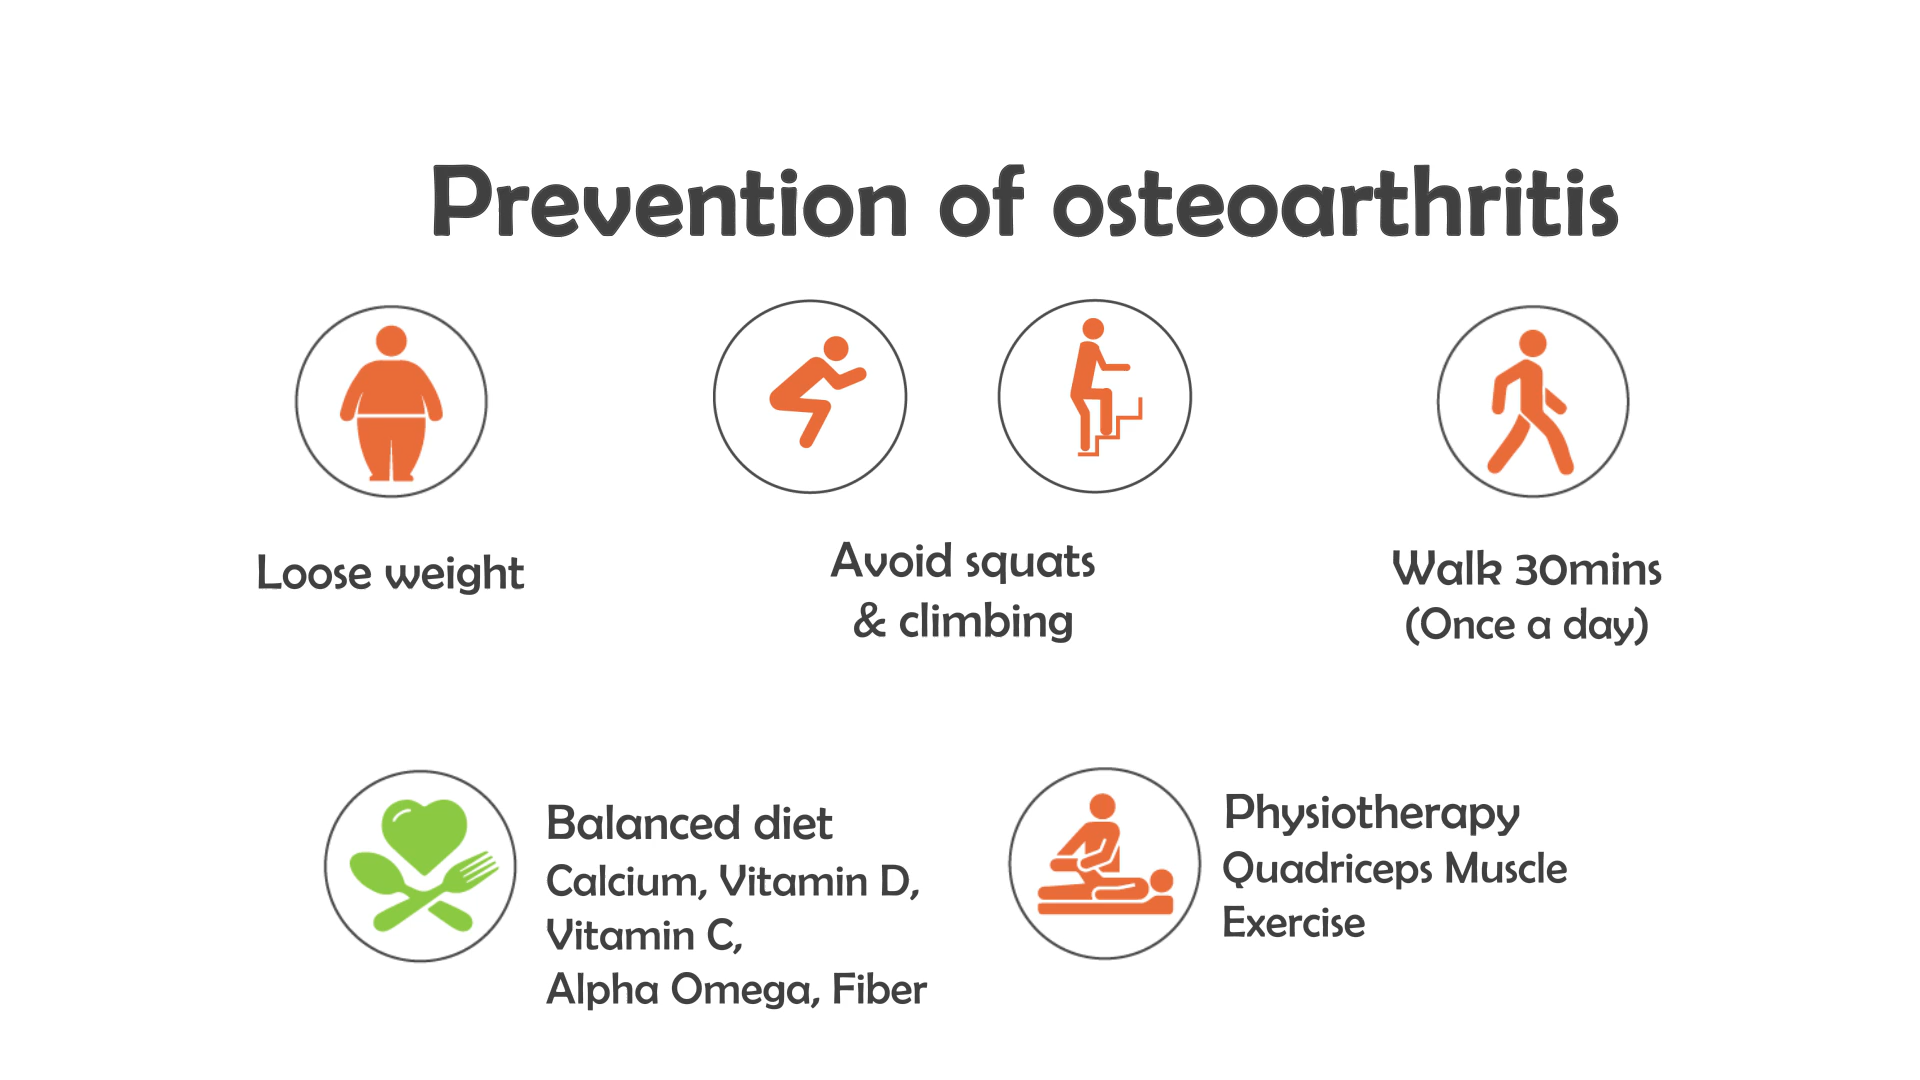 Prevention of osteoarthritis
Loose weight
Avoid squats
& climbing
Walk 30mins
(Once a day)
Balanced diet
Calcium, Vitamin D,
Vitamin C,
Alpha Omega, Fiber
Physiotherapy
Quadriceps Muscle
Exercise